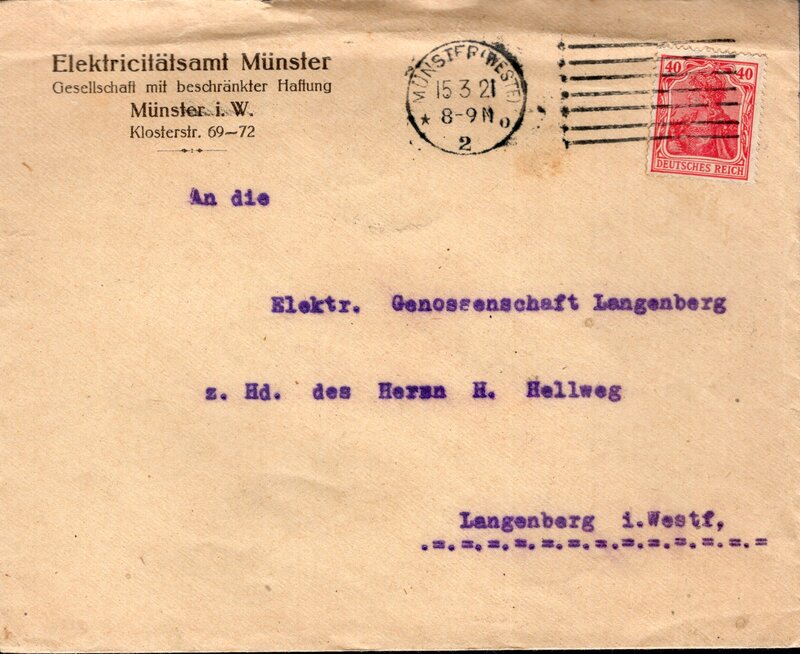 Elektricitätsamt Münster
Gesellschaft mit beschränkter Haftung
Münster i. W.
Klosterstr. 69—72
MÜNSTER (WESTF.)
15 3 21
* 8-9 N o
2
40 40
DEUTSCHES REICH
An die
Elektr. Genossenschaft Langenberg
z. Hd. des Herrn H. Hellweg
Langenberg i.Westf,
.=.=.=.=.=.=.=.=.=.=.=.=.=